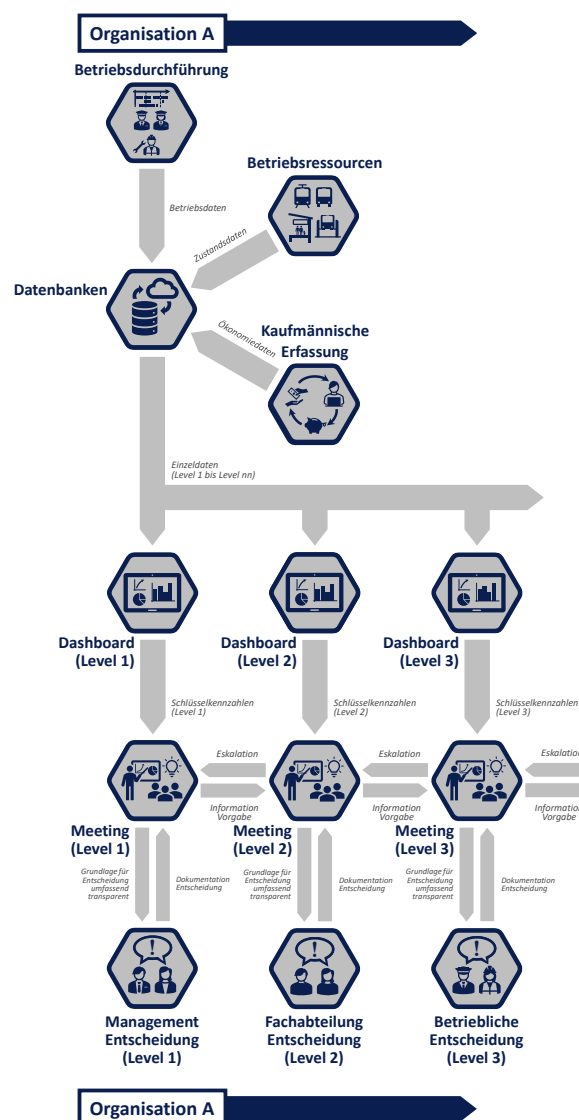 Organisation A
Betriebsdurchführung
Betriebsressourcen
Betriebsdaten
Zustandsdaten
Datenbanken
Ökonomiedaten
Kaufmännische
Erfassung
Einzeldaten
(Level 1 bis Level nn)
Dashboard
(Level 1)
Dashboard
(Level 2)
Dashboard
(Level 3)
Schlüsselkennzahlen
(Level 1)
Schlüsselkennzahlen
(Level 2)
Schlüsselkennzahlen
(Level 3)
Eskalation
Eskalation
Eskalation
Information
Vorgabe
Information
Vorgabe
Information
Vorgabe
Meeting
(Level 1)
Meeting
(Level 2)
Meeting
(Level 3)
Grundlage für
Entscheidung
umfassend
transparent
Dokumentation
Entscheidung
Grundlage für
Entscheidung
umfassend
transparent
Dokumentation
Entscheidung
Grundlage für
Entscheidung
umfassend
transparent
Dokumentation
Entscheidung
Management
Entscheidung
(Level 1)
Fachabteilung
Entscheidung
(Level 2)
Betriebliche
Entscheidung
(Level 3)
Organisation A